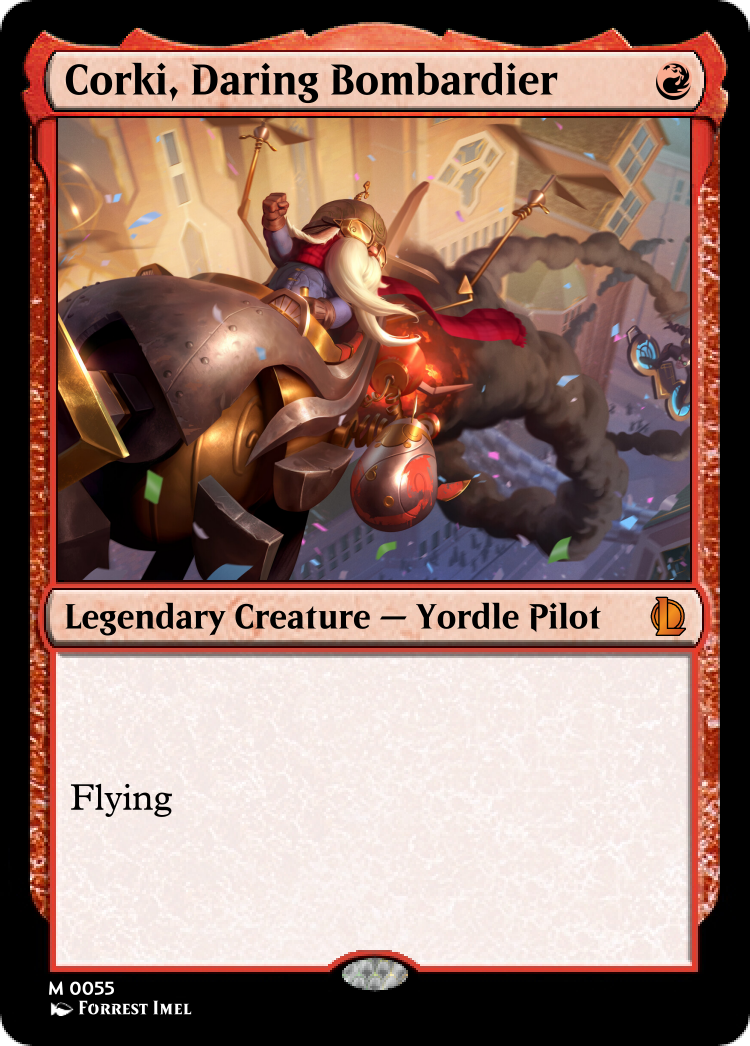 Corki, Daring Bombardier
Legendary Creature — Yordle Pilot
Flying
M 0055
Forrest Imel